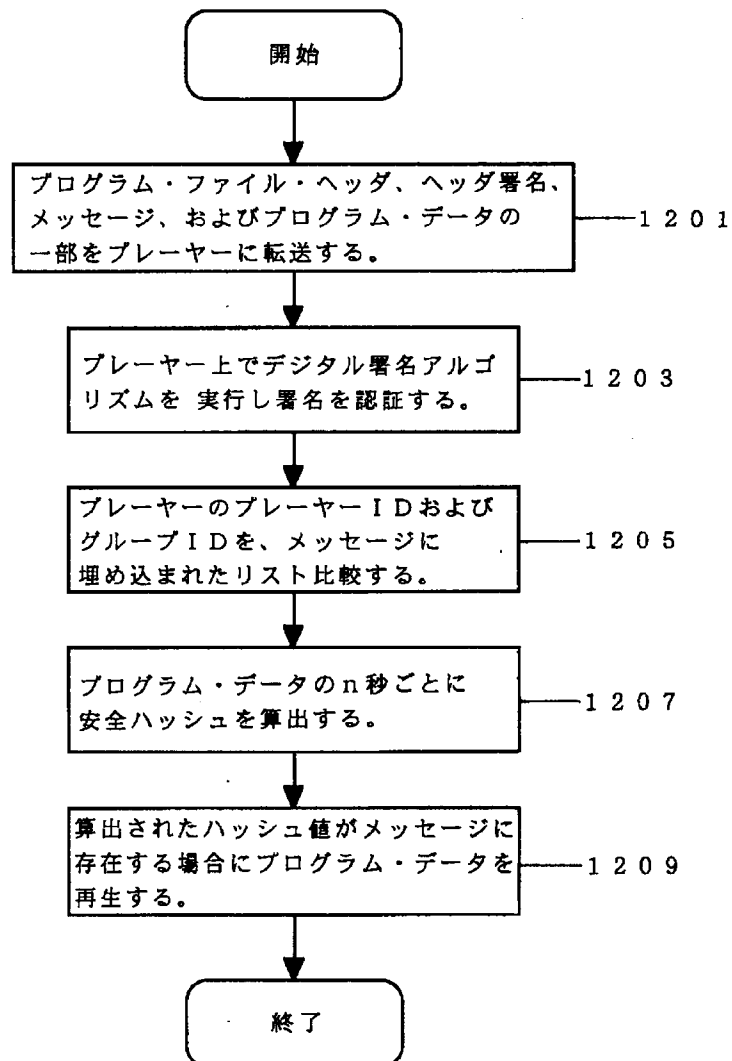 開始
プログラム・ファイル・ヘッダ、ヘッダ署名、
メッセージ、およびプログラム・データの
一部をプレーヤーに転送する。
1201
プレーヤー上でデジタル署名アルゴ
リズムを 実行し署名を認証する。
1203
プレーヤーのプレーヤーIDおよび
グループIDを、メッセージに
埋め込まれたリスト比較する。
1205
プログラム・データのn秒ごとに
安全ハッシュを算出する。
1207
算出されたハッシュ値がメッセージに
存在する場合にプログラム・データを
再生する。
1209
終了